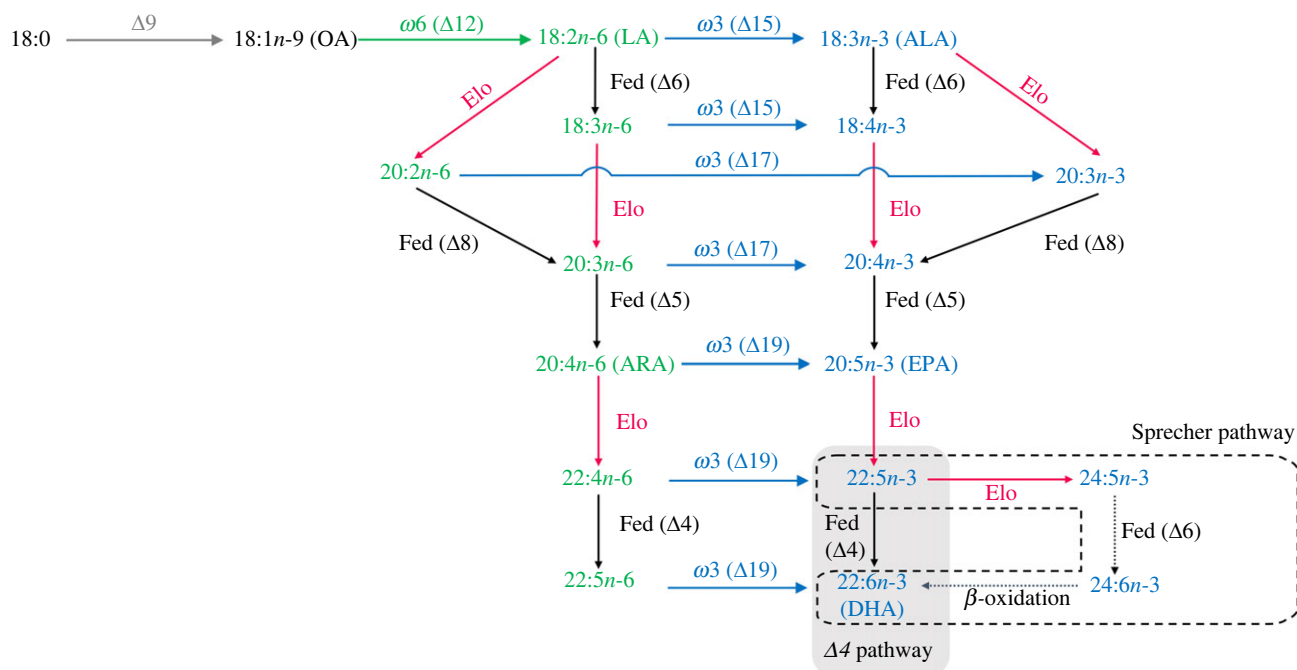 18:0
Δ9
18:1n-9 (OA)
ω6 (Δ12)
18:2n-6 (LA)
ω3 (Δ15)
18:3n-3 (ALA)
Elo
Fed (Δ6)
Fed (Δ6)
Elo
18:3n-6
ω3 (Δ15)
18:4n-3
20:2n-6
ω3 (Δ17)
20:3n-3
Elo
Elo
Fed (Δ8)
Fed (Δ8)
20:3n-6
ω3 (Δ17)
20:4n-3
Fed (Δ5)
Fed (Δ5)
20:4n-6 (ARA)
ω3 (Δ19)
20:5n-3 (EPA)
Elo
Elo
Sprecher pathway
22:4n-6
ω3 (Δ19)
22:5n-3
Elo
24:5n-3
Fed (Δ4)
Fed
(Δ4)
Fed (Δ6)
22:5n-6
ω3 (Δ19)
22:6n-3
(DHA)
β-oxidation
24:6n-3
Δ4 pathway